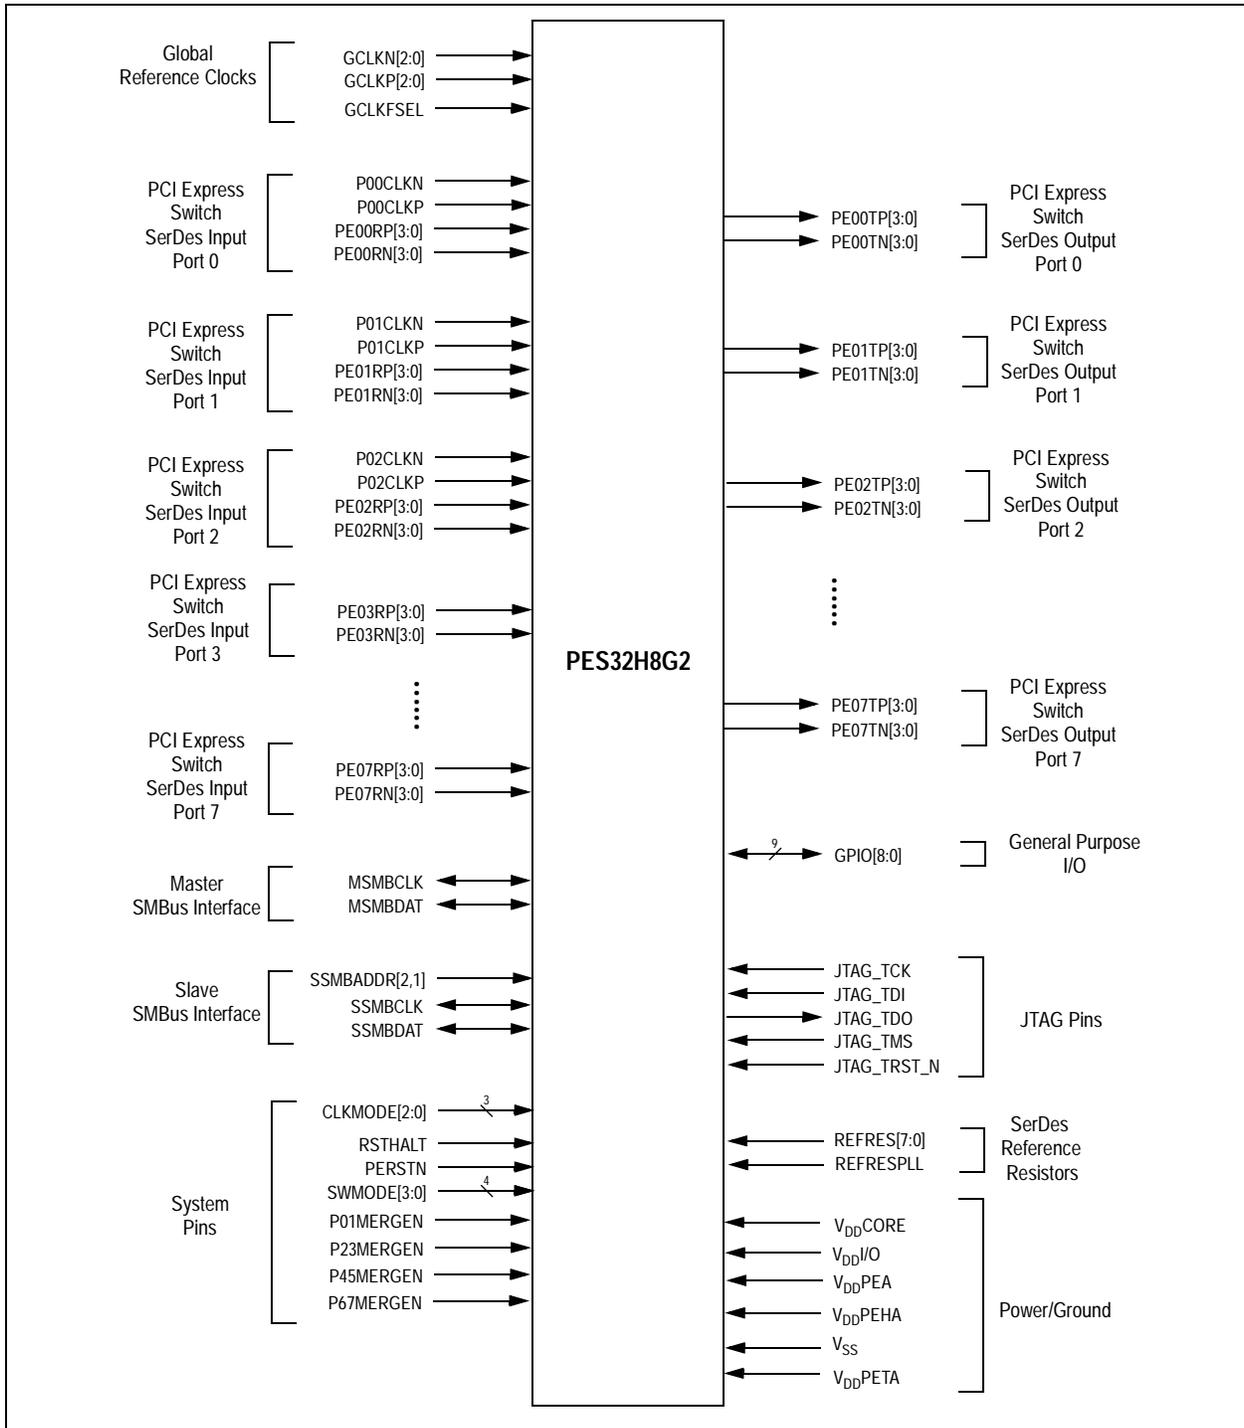 Global
Reference Clocks
GCLKN[2:0]
GCLKP[2:0]
GCLKFSEL
PCI Express
Switch
SerDes Input
Port 0
P00CLKN
P00CLKP
PE00RP[3:0]
PE00RN[3:0]
PCI Express
Switch
SerDes Input
Port 1
P01CLKN
P01CLKP
PE01RP[3:0]
PE01RN[3:0]
PCI Express
Switch
SerDes Input
Port 2
P02CLKN
P02CLKP
PE02RP[3:0]
PE02RN[3:0]
PCI Express
Switch
SerDes Input
Port 3
PE03RP[3:0]
PE03RN[3:0]
PCI Express
Switch
SerDes Input
Port 7
PE07RP[3:0]
PE07RN[3:0]
Master
SMBus Interface
MSMBCLK
MSMBDAT
Slave
SMBus Interface
SSMBADDR[2,1]
SSMBCLK
SSMBDAT
System
Pins
CLKMODE[2:0]
3
RSTHALT
PERSTN
SWMODE[3:0]
4
P01MERGEN
P23MERGEN
P45MERGEN
P67MERGEN
PES32H8G2
PE00TP[3:0]
PE00TN[3:0]
PCI Express
Switch
SerDes Output
Port 0
PE01TP[3:0]
PE01TN[3:0]
PCI Express
Switch
SerDes Output
Port 1
PE02TP[3:0]
PE02TN[3:0]
PCI Express
Switch
SerDes Output
Port 2
PE07TP[3:0]
PE07TN[3:0]
PCI Express
Switch
SerDes Output
Port 7
9
GPIO[8:0]
General Purpose
I/O
JTAG_TCK
JTAG_TDI
JTAG_TDO
JTAG_TMS
JTAG_TRST_N
JTAG Pins
REFRES[7:0]
REFRESPLL
SerDes
Reference
Resistors
VDDCORE
VDDI/O
VDDPEA
VDDPEHA
VSS
VDDPETA
Power/Ground